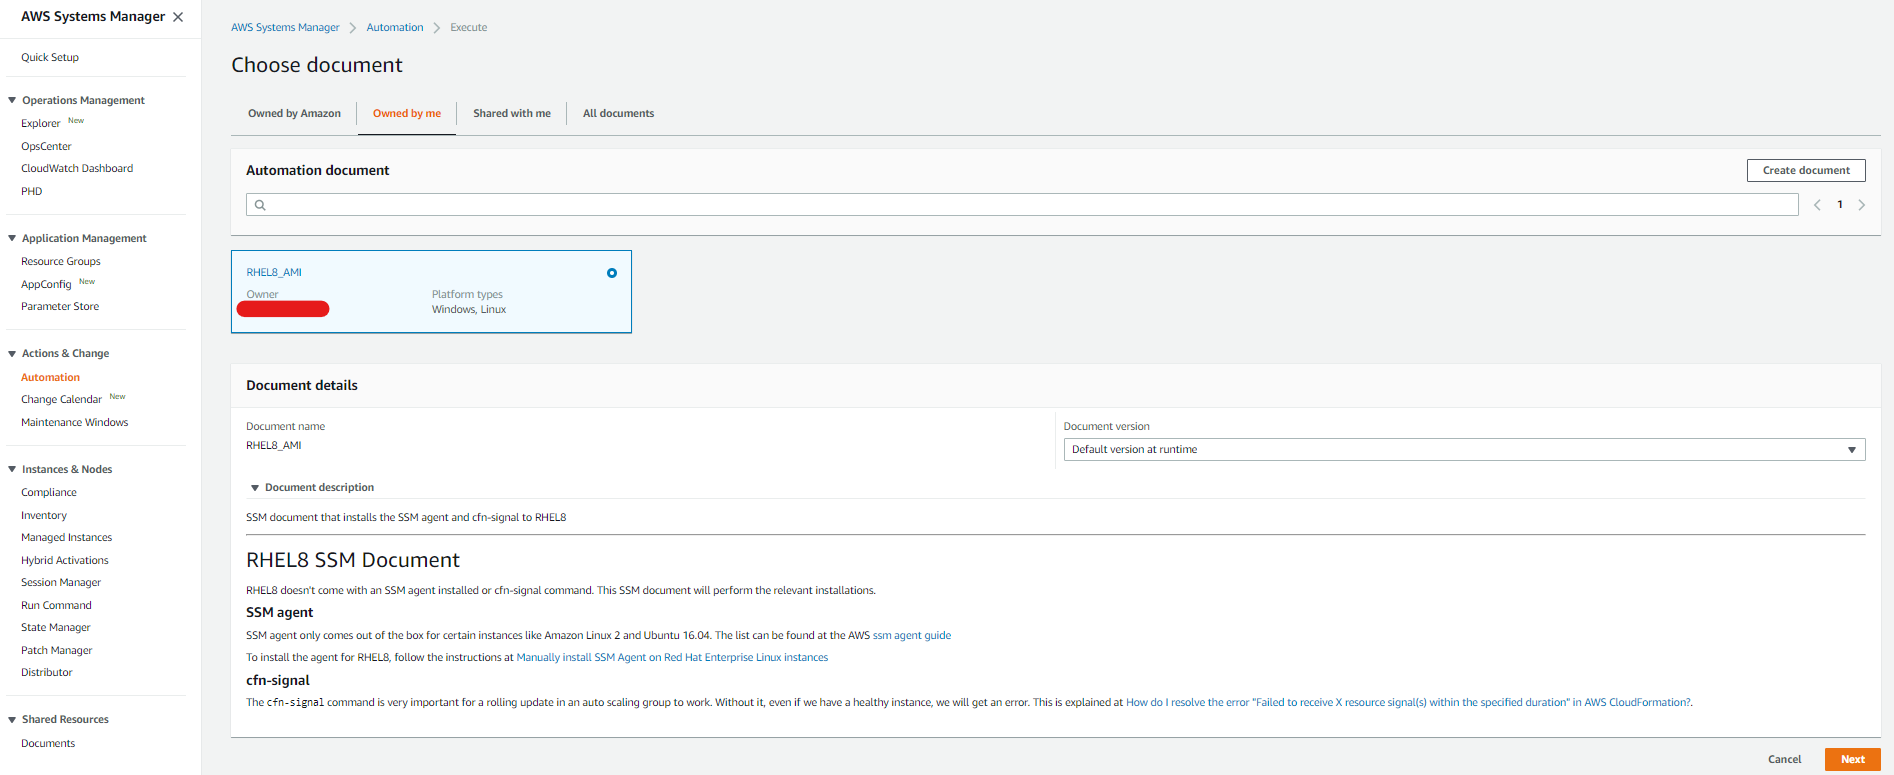 AWS Systems Manager
Quick Setup
Operations Management
Explorer New
OpsCenter
CloudWatch Dashboard
PHD
Application Management
Resource Groups
AppConfig New
Parameter Store
Actions & Change
Automation
Change Calendar New
Maintenance Windows
Instances & Nodes
Compliance
Inventory
Managed Instances
Hybrid Activations
Session Manager
Run Command
State Manager
Patch Manager
Distributor
Shared Resources
Documents
AWS Systems Manager > Automation > Execute
Choose document
Owned by Amazon Owned by me Shared with me All documents
Automation document Create document
1
RHEL8_AMI
Owner Platform types
Windows, Linux
Document details
Document name Document version
RHEL8_AMI Default version at runtime
Document description
SSM document that installs the SSM agent and cfn-signal to RHEL8
RHEL8 SSM Document
RHEL8 doesn't come with an SSM agent installed or cfn-signal command. This SSM document will perform the relevant installations.
SSM agent
SSM agent only comes out of the box for certain instances like Amazon Linux 2 and Ubuntu 16.04. The list can be found at the AWS ssm agent guide
To install the agent for RHEL8, follow the instructions at Manually install SSM Agent on Red Hat Enterprise Linux instances
cfn-signal
The cfn-signal command is very important for a rolling update in an auto scaling group to work. Without it, even if we have a healthy instance, we will get an error. This is explained at How do I resolve the error "Failed to receive X resource signal(s) within the specified duration" in AWS CloudFormation?.
Cancel Next